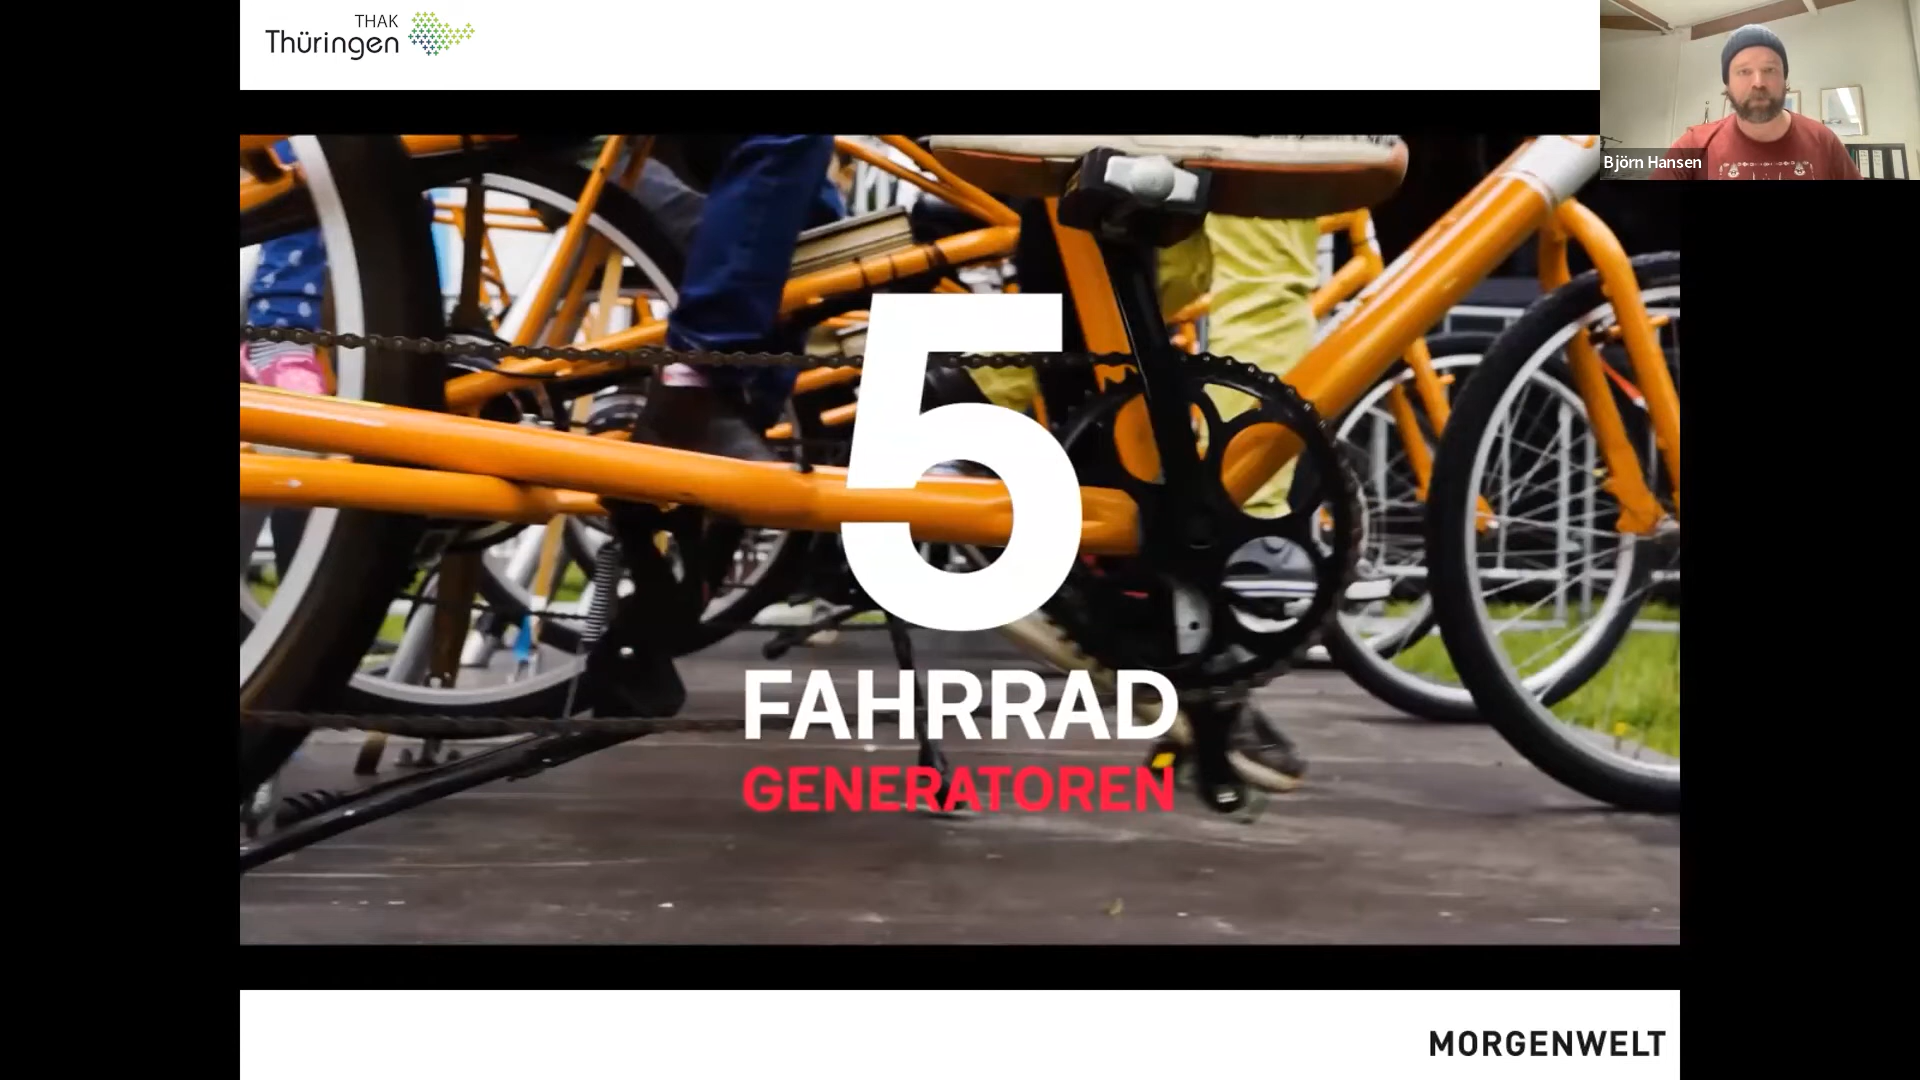 THAK
Thüringen
Björn Hansen
5
FAHRRAD
GENERATOREN
MORGENWELT